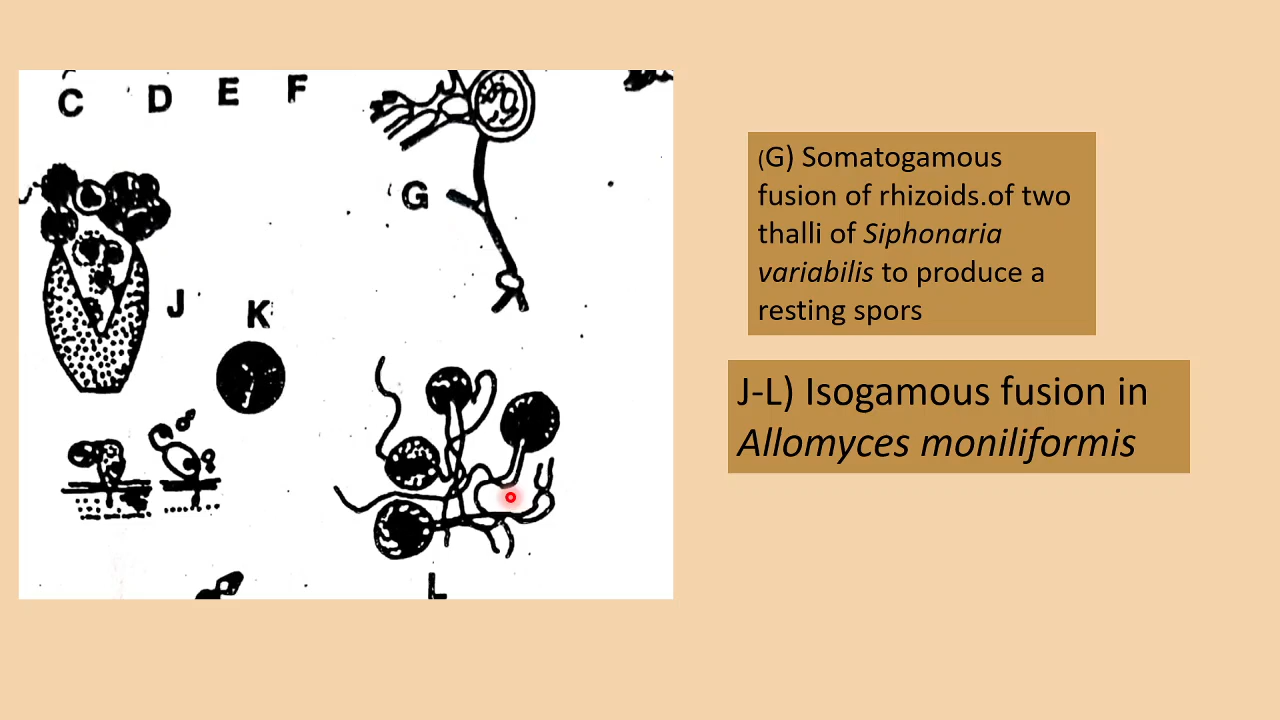 C D E F
G
J
K
L
(G) Somatogamous
fusion of rhizoids.of two
thalli of Siphonaria
variabilis to produce a
resting spors
J-L) Isogamous fusion in
Allomyces moniliformis